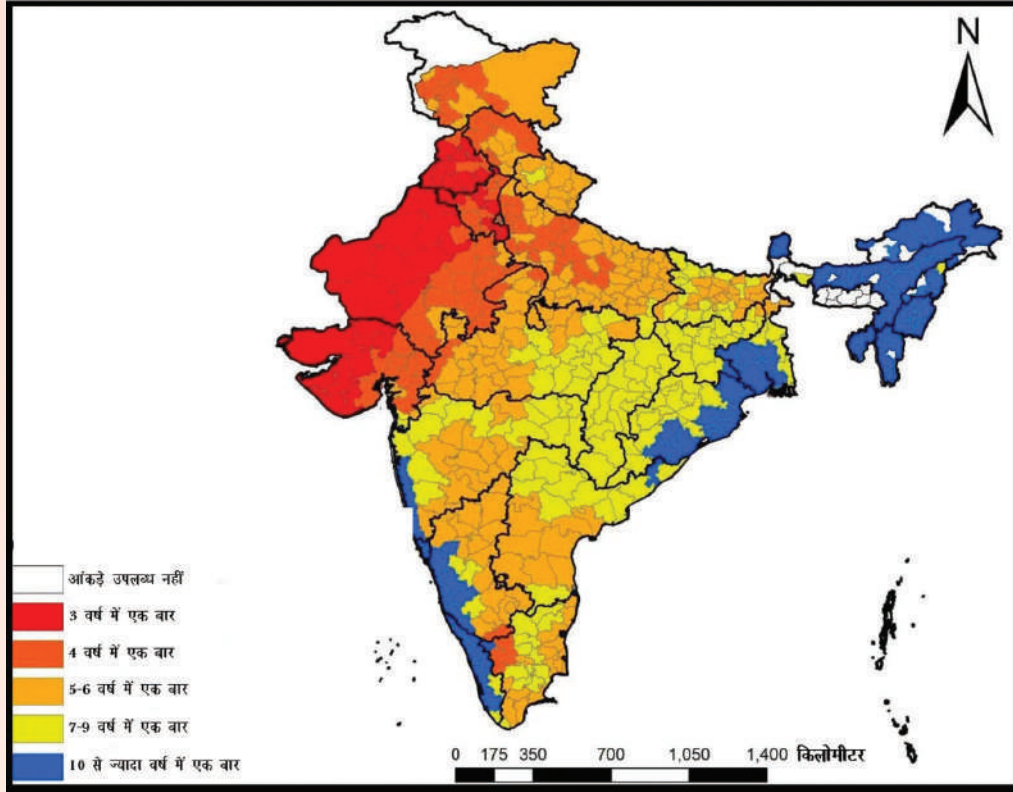 N
आंकड़े उपलब्ध नहीं
3 वर्ष में एक बार
4 वर्ष में एक बार
5-6 वर्ष में एक बार
7-9 वर्ष में एक बार
10 से ज्यादा वर्ष में एक बार
0 175 350 700 1,050 1,400 किलोमीटर